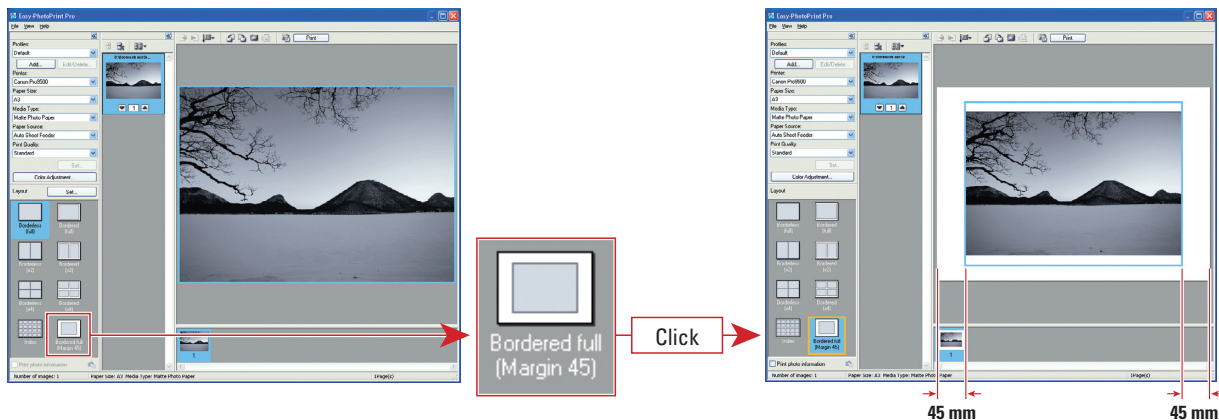 Easy-PhotoPrint Pro
File View Help
Profiles:
Default
Add... Edit/Delete...
Printer:
Canon Pro9500
Paper Size:
A3
Media Type:
Matte Photo Paper
Paper Source:
Auto Sheet Feeder
Print Quality:
Standard
Set...
Color Adjustment...
Layout Set...
Borderless (full)
Bordered (full)
Borderless (x2)
Bordered (x2)
Borderless (x4)
Bordered (x4)
Index
Bordered full (Margin 45)
Print photo information
Number of images: 1 Paper Size: A3 Media Type: Matte Photo Paper 1Page(s)
Print
1
1
Bordered full
(Margin 45)
Click
Easy-PhotoPrint Pro
File View Help
Profiles:
Default
Add... Edit/Delete...
Printer:
Canon Pro9500
Paper Size:
A3
Media Type:
Matte Photo Paper
Paper Source:
Auto Sheet Feeder
Print Quality:
Standard
Set...
Color Adjustment...
Layout
Borderless (full)
Bordered (full)
Borderless (x2)
Bordered (x2)
Borderless (x4)
Bordered (x4)
Index
Bordered full (Margin 45)
Print photo information
Number of images: 1 Paper Size: A3 Media Type: Matte Photo Paper 1Page(s)
Print
1
1
45 mm
45 mm